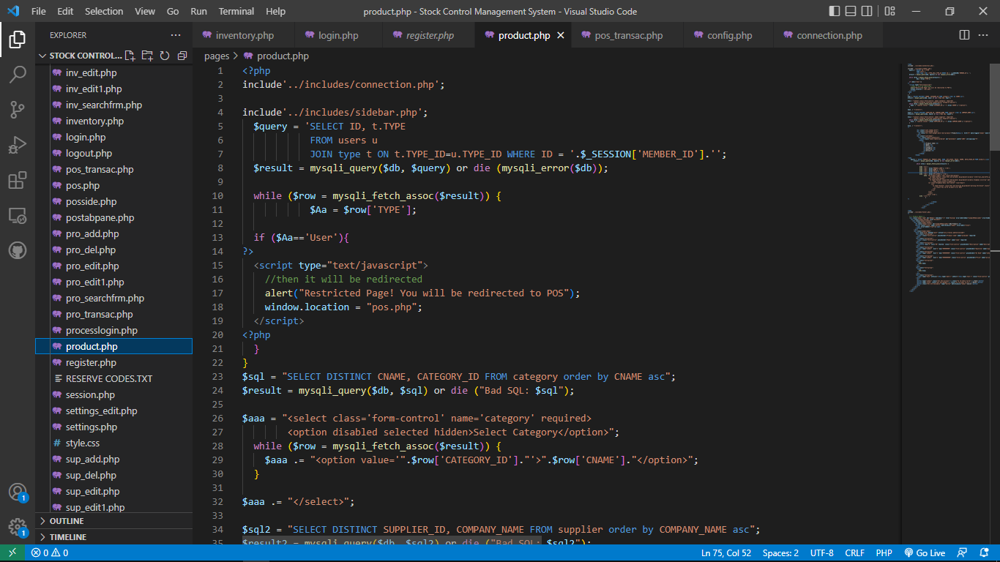 File Edit Selection View Go Run Terminal Help
product.php - Stock Control Management System - Visual Studio Code
EXPLORER
STOCK CONTROL...
inv_edit.php
inv_edit1.php
inv_searchfrm.php
inventory.php
login.php
logout.php
pos_transac.php
pos.php
posside.php
postabpane.php
pro_add.php
pro_del.php
pro_edit.php
pro_edit1.php
pro_searchfrm.php
pro_transac.php
processlogin.php
product.php
register.php
RESERVE CODES.TXT
session.php
settings_edit.php
settings.php
# style.css
sup_add.php
sup_del.php
sup_edit.php
sup_edit1.php
OUTLINE
TIMELINE
1
1
inventory.php login.php register.php product.php pos_transac.php config.php connection.php
pages > product.php
1 <?php
2 include'../includes/connection.php';
3
4 include'../includes/sidebar.php';
5 $query = 'SELECT ID, t.TYPE
6 FROM users u
7 JOIN type t ON t.TYPE_ID=u.TYPE_ID WHERE ID = '.$_SESSION['MEMBER_ID'].'';
8 $result = mysqli_query($db, $query) or die (mysqli_error($db));
9
10 while ($row = mysqli_fetch_assoc($result)) {
11 $Aa = $row['TYPE'];
12
13 if ($Aa=='User'){
14 ?>
15 <script type="text/javascript">
16 //then it will be redirected
17 alert("Restricted Page! You will be redirected to POS");
18 window.location = "pos.php";
19 </script>
20 <?php
21 }
22 }
23 $sql = "SELECT DISTINCT CNAME, CATEGORY_ID FROM category order by CNAME asc";
24 $result = mysqli_query($db, $sql) or die ("Bad SQL: $sql");
25
26 $aaa = "<select class='form-control' name='category' required>
27 <option disabled selected hidden>Select Category</option>";
28 while ($row = mysqli_fetch_assoc($result)) {
29 $aaa .= "<option value='".$row['CATEGORY_ID']."'>".$row['CNAME']."</option>";
30 }
31
32 $aaa .= "</select>";
33
34 $sql2 = "SELECT DISTINCT SUPPLIER_ID, COMPANY_NAME FROM supplier order by COMPANY_NAME asc";
35 $result2 = mysqli_query($db, $sql2) or die ("Bad SQL: $sql2");
0 0
Ln 75, Col 52 Spaces: 2 UTF-8 CRLF PHP Go Live